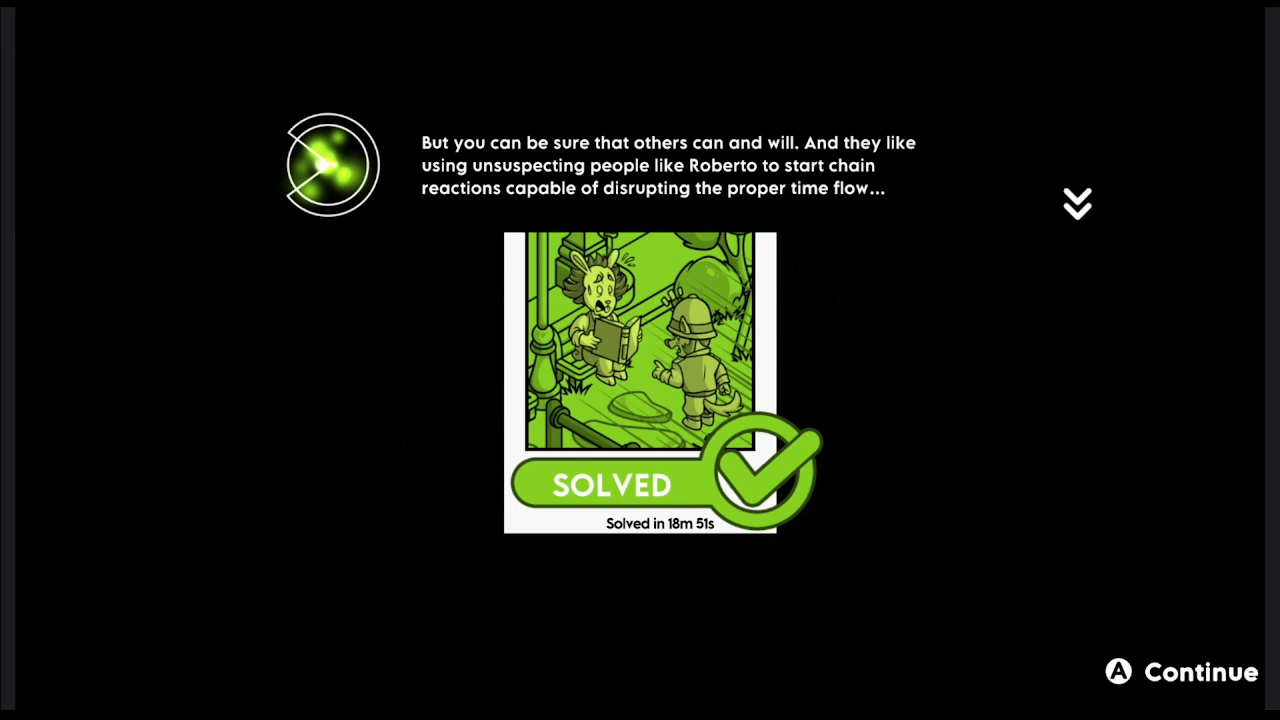 But you can be sure that others can and will. And they like
using unsuspecting people like Roberto to start chain
reactions capable of disrupting the proper time flow...
SOLVED
Solved in 18m 51s
A Continue